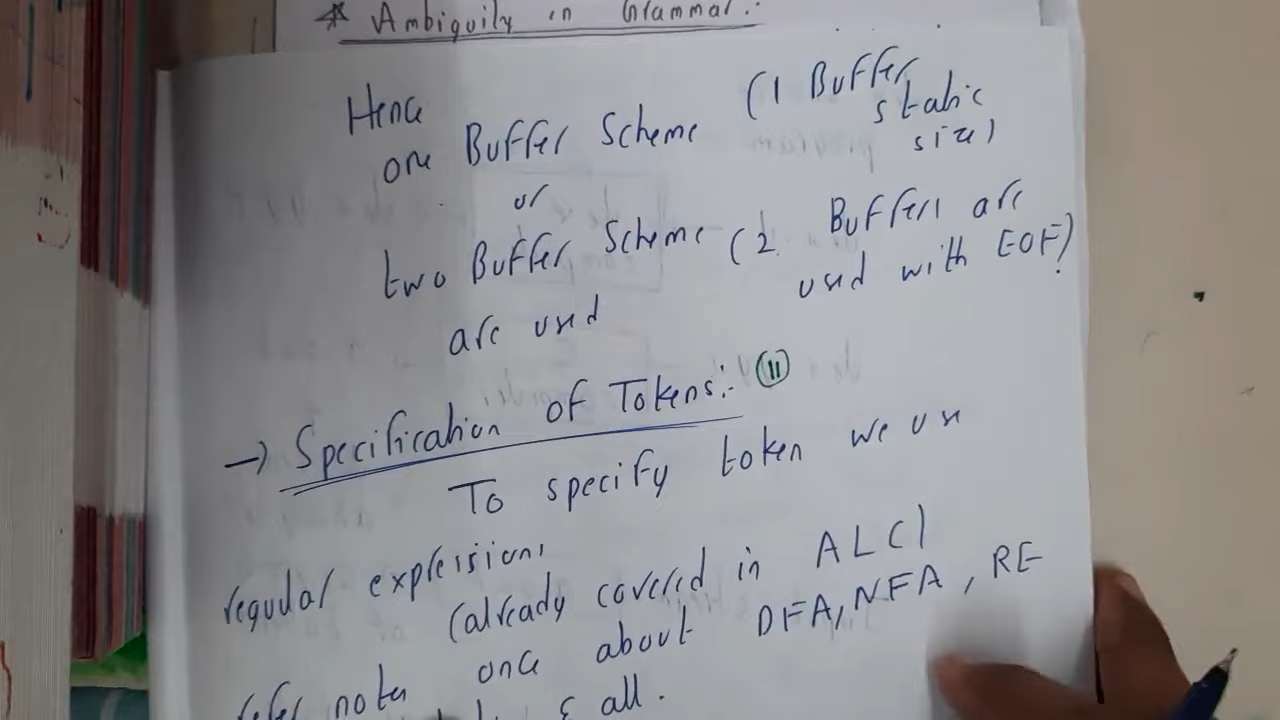 * Ambiguity in Grammar:
Hence
one Buffer Scheme (1 Buffer static size)
or
two Buffer Scheme (2 Buffers are used with EOF)
are used
→ Specification of Tokens:- 11
To specify token we use
regular expressions
(already covered in ALC)
refer notes once about DFA, NFA, RE
& all.